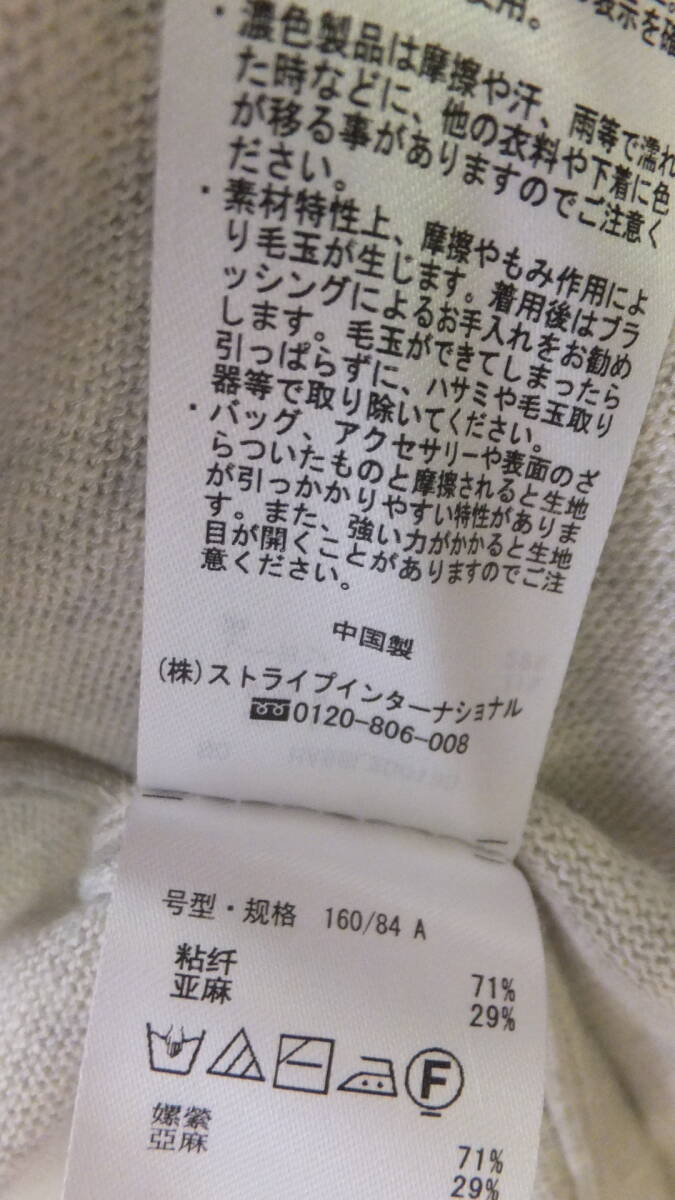 使用。
表示を確
・濃色製品は摩擦や汗、雨等で濡れ
た時などに、他の衣料や下着に色
が移る事がありますのでご注意く
ださい。
・素材特性上、摩擦やもみ作用によ
り毛玉が生じます。着用後はブラ
ッシングによるお手入れをお勧め
します。毛玉ができてしまったら
引っぱらずに、ハサミや毛玉取り
器等で取り除いてください。
・バッグ、アクセサリーや表面のざ
らついたものと摩擦されると生地
が引っかかりやすい特性がありま
す。また、強い力がかかると生地
目が開くことがありますのでご注
意ください。
中国製
(株)ストライプインターナショナル
0120-806-008
号型・规格 160/84 A
粘纤 71%
亚麻 29%
F
嫘縈 71%
亞麻 29%